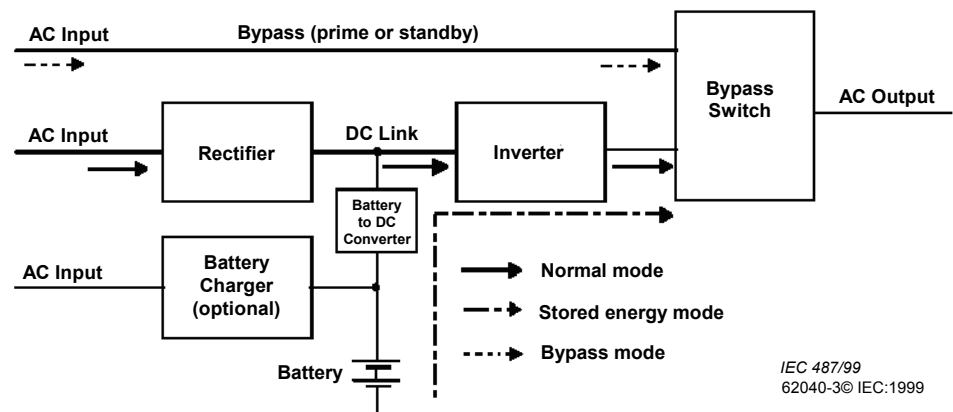 AC Input
Bypass (prime or standby)
Bypass
Switch
AC Output
AC Input
Rectifier
DC Link
Inverter
Battery
to DC
Converter
AC Input
Battery
Charger
(optional)
Normal mode
Stored energy mode
Bypass mode
Battery
IEC 487/99
62040-3© IEC:1999